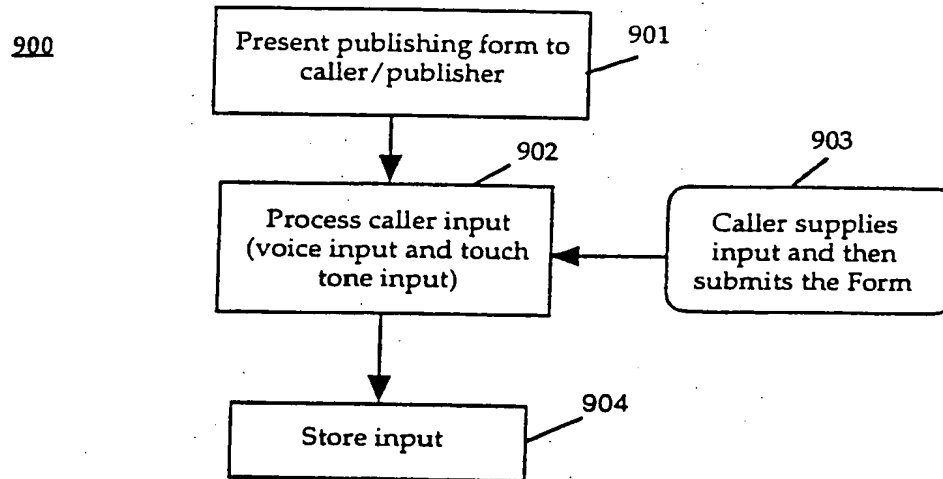 900
Present publishing form to
caller/publisher
901
902
903
Process caller input
(voice input and touch
tone input)
Caller supplies
input and then
submits the Form
904
Store input